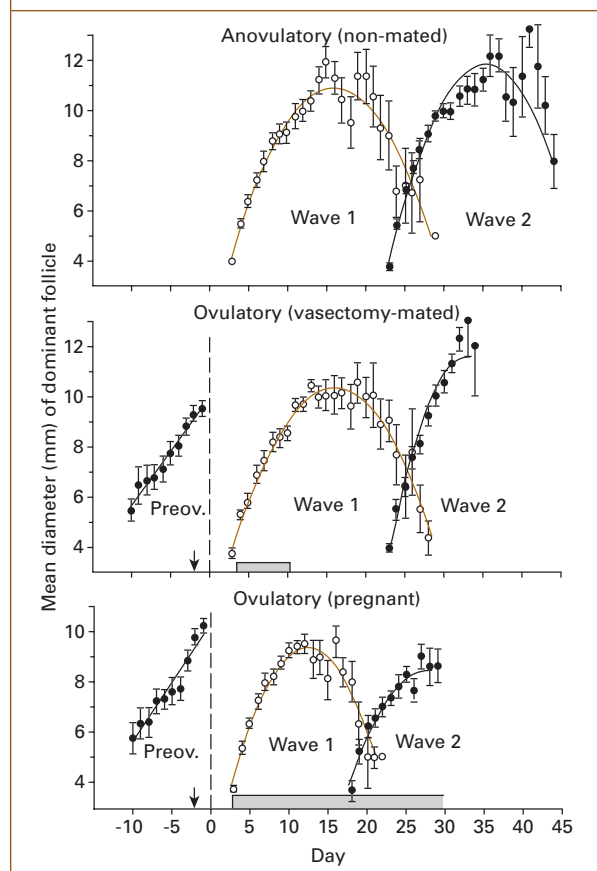 Mean diameter (mm) of dominant follicle
Anovulatory (non-mated)
12
10
8
6
4
Wave 1
Wave 2
Ovulatory (vasectomy-mated)
12
10
8
6
4
Preov.
Wave 1
Wave 2
Ovulatory (pregnant)
10
8
6
4
Preov.
Wave 1
Wave 2
-10 -5 0 5 10 15 20 25 30 35 40 45
Day